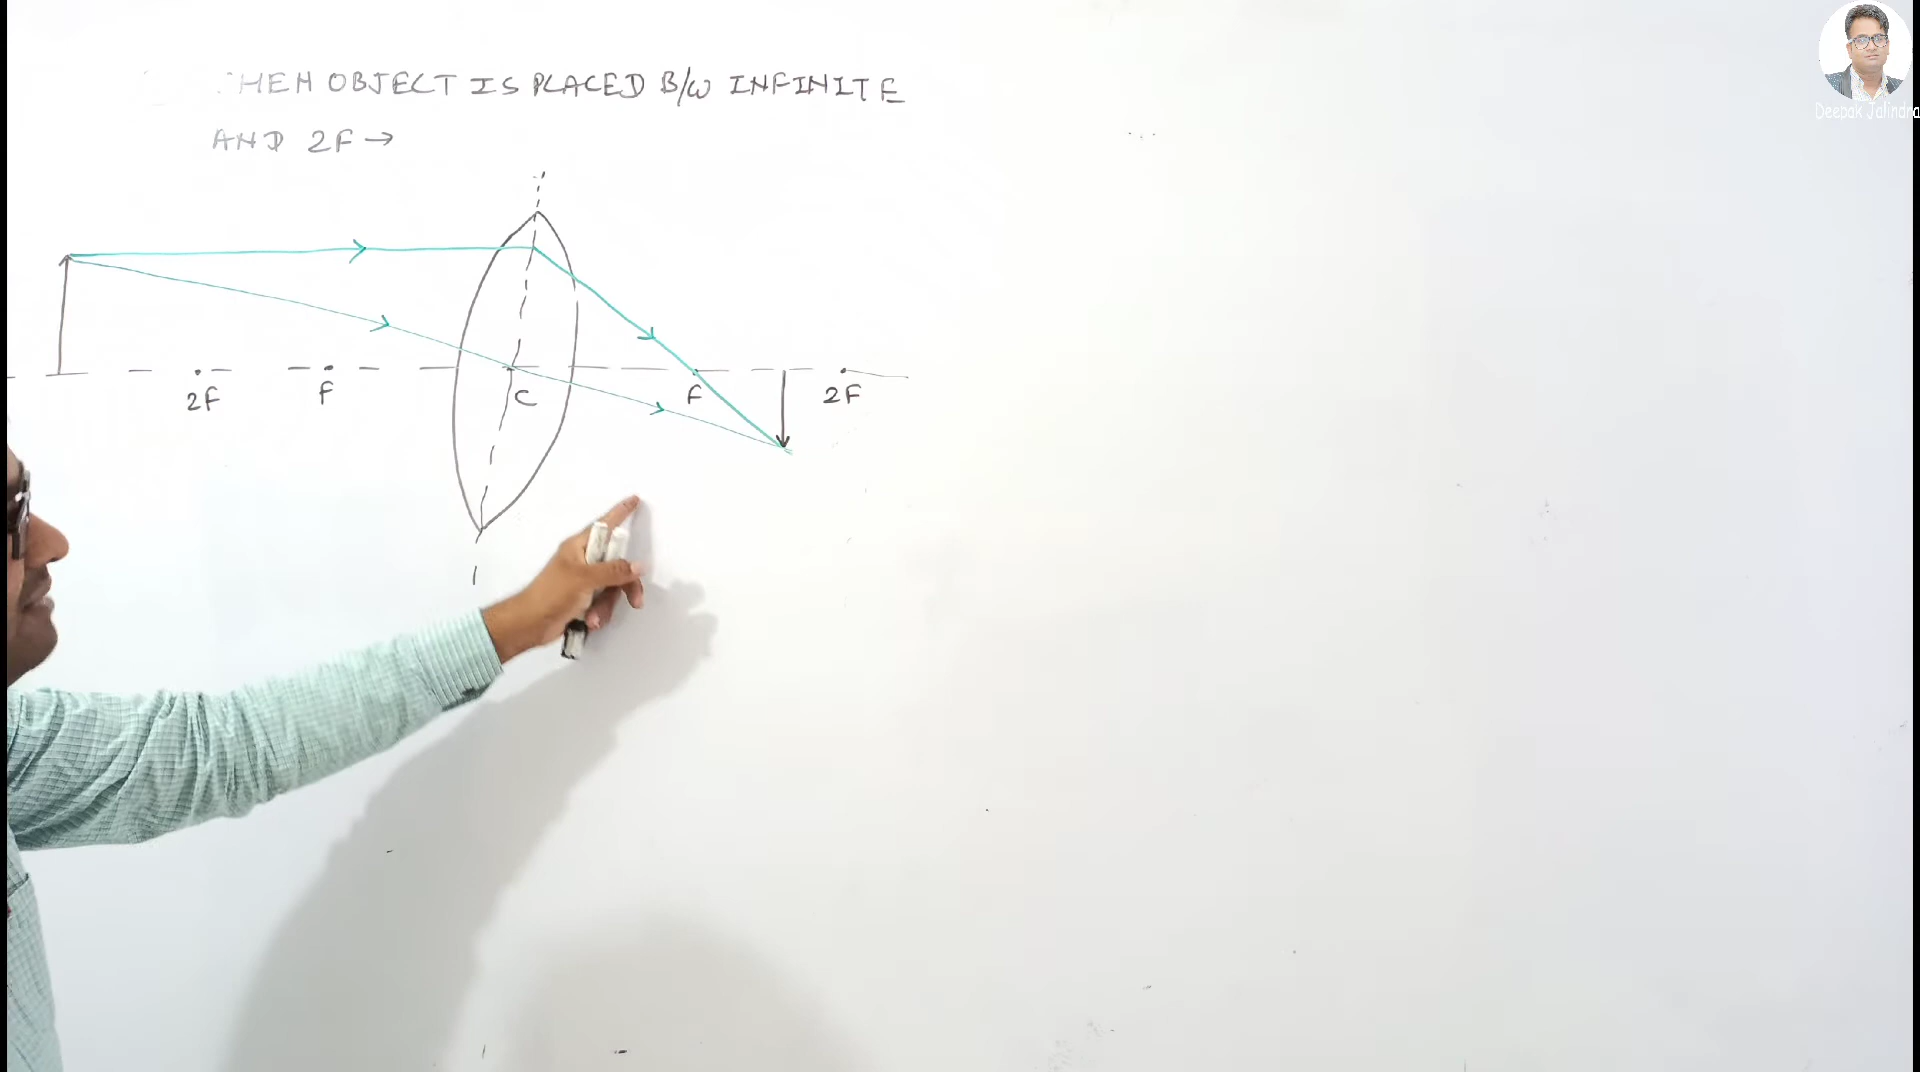 WHEN OBJECT IS PLACED B/W INFINITE
AND 2F →
2F F C F 2F
Deepak Jalindra